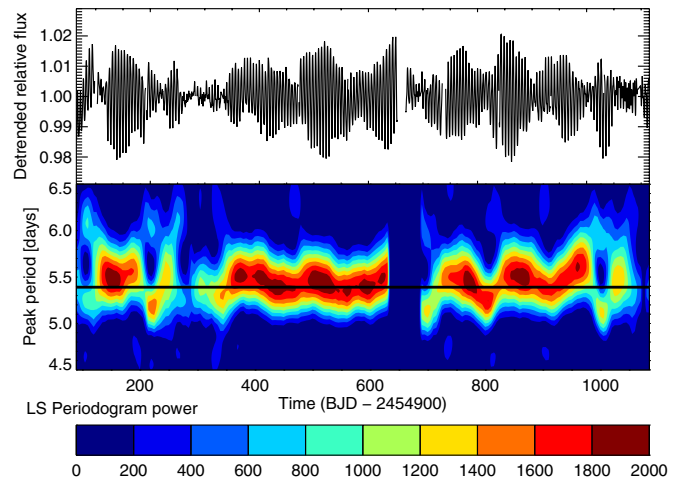 Detrended relative flux
1.02
1.01
1.00
0.99
0.98
Peak period [days]
6.5
6.0
5.5
5.0
4.5
200 400 600 800 1000
Time (BJD − 2454900)
LS Periodogram power
0 200 400 600 800 1000 1200 1400 1600 1800 2000